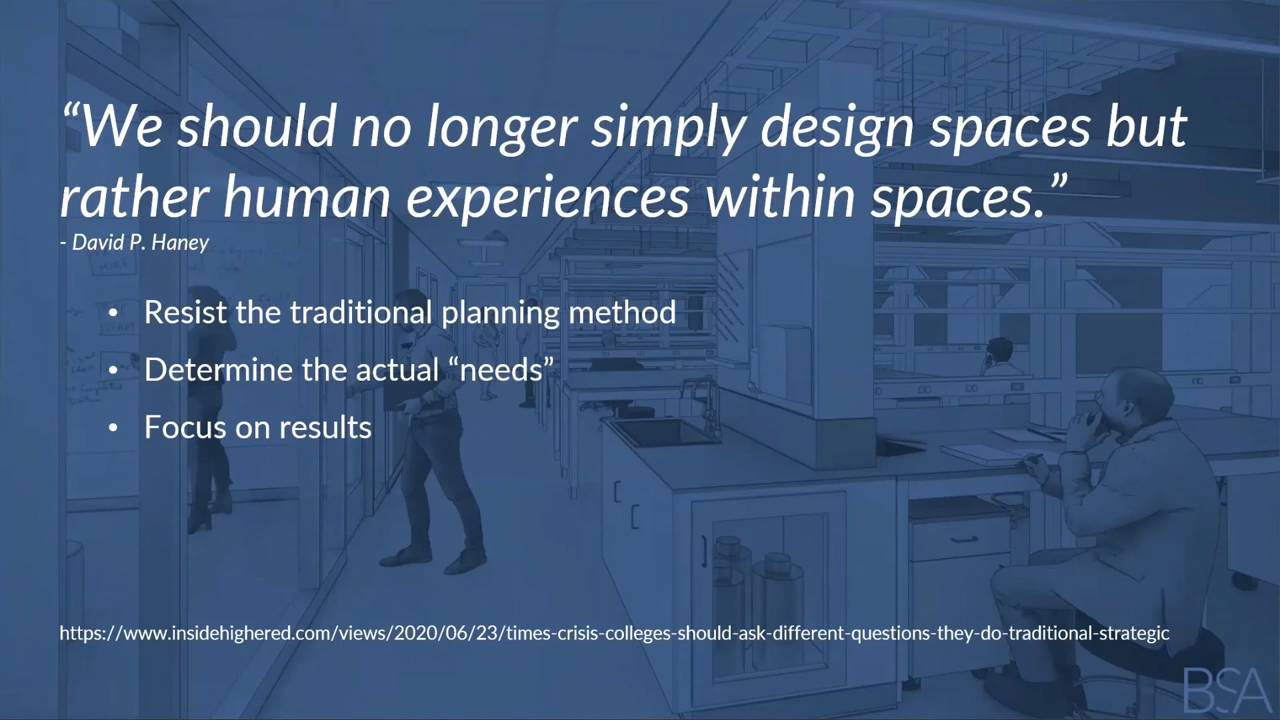 “We should no longer simply design spaces but
rather human experiences within spaces.”
- David P. Haney
• Resist the traditional planning method
• Determine the actual “needs”
• Focus on results
https://www.insidehighered.com/views/2020/06/23/times-crisis-colleges-should-ask-different-questions-they-do-traditional-strategic
BSA